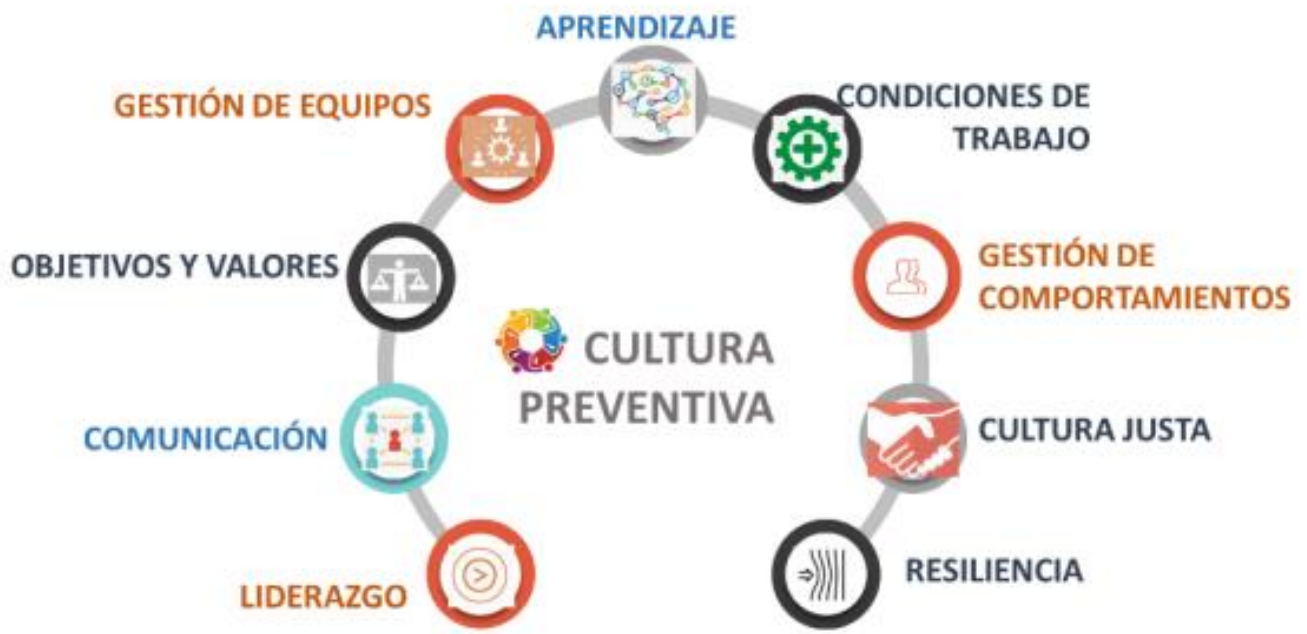 APRENDIZAJE
GESTIÓN DE EQUIPOS
CONDICIONES DE
TRABAJO
OBJETIVOS Y VALORES
GESTIÓN DE
COMPORTAMIENTOS
CULTURA
PREVENTIVA
COMUNICACIÓN
CULTURA JUSTA
LIDERAZGO
RESILIENCIA